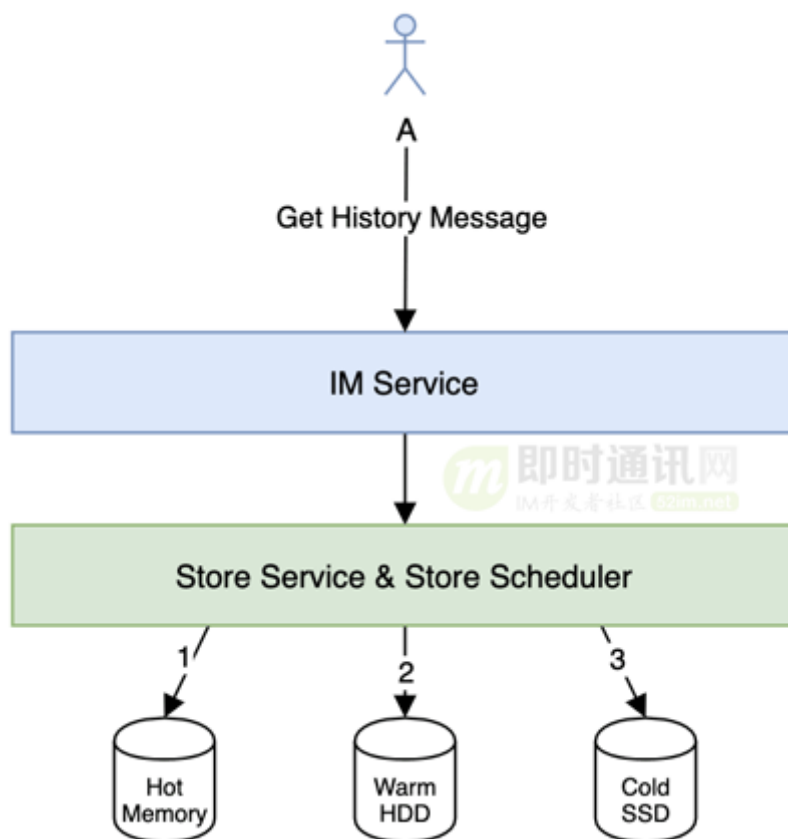 A
Get History Message
IM Service
即时通讯网
IM开发者社区 52im.net
Store Service & Store Scheduler
1
2
3
Hot
Memory
Warm
HDD
Cold
SSD